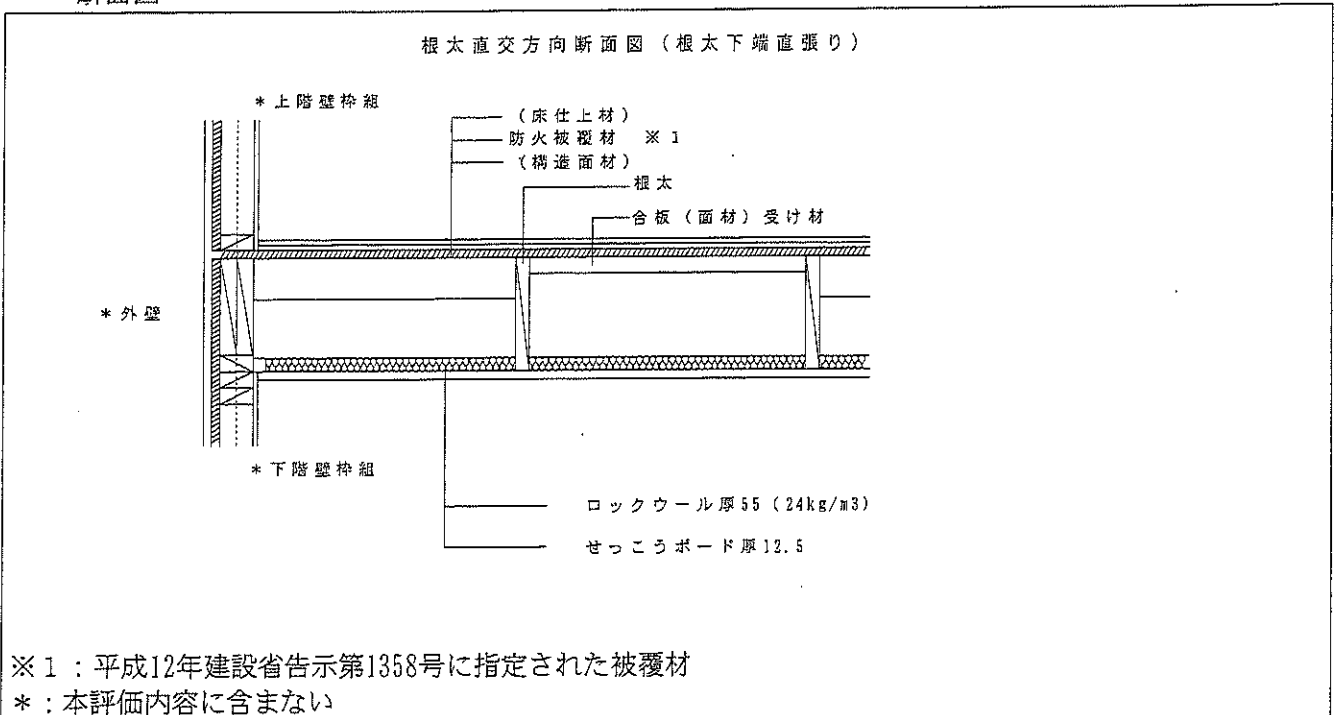 根太直交方向断面図（根太下端直張り）
＊上階壁枠組
（床仕上材）
防火被覆材　※1
（構造面材）
根太
合板（面材）受け材
＊外壁
＊下階壁枠組
ロックウール厚55（24kg/m3）
せっこうボード厚12.5
※1：平成12年建設省告示第1358号に指定された被覆材
＊：本評価内容に含まない